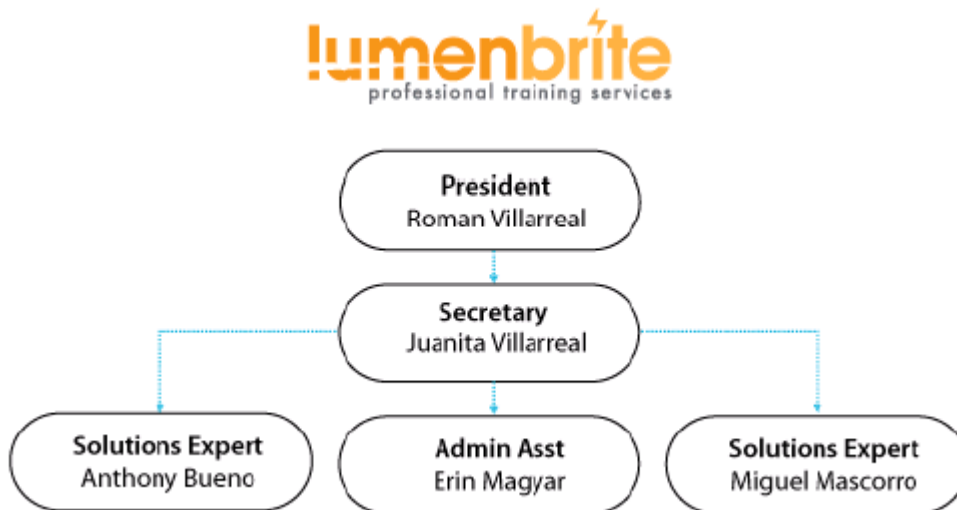 lumenbrite
professional training services
President
Roman Villarreal
Secretary
Juanita Villarreal
Solutions Expert
Anthony Bueno
Admin Asst
Erin Magyar
Solutions Expert
Miguel Mascorro